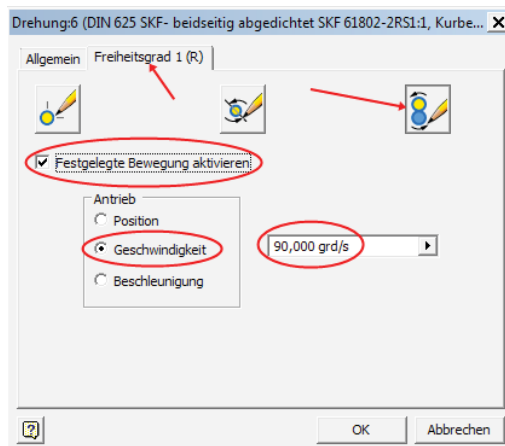 Drehung:6 (DIN 625 SKF- beidseitig abgedichtet SKF 61802-2RS1:1, Kurbe...
Allgemein
Freiheitsgrad 1 (R)
Festgelegte Bewegung aktivieren
Antrieb
Position
Geschwindigkeit
90,000 grd/s
Beschleunigung
OK
Abbrechen